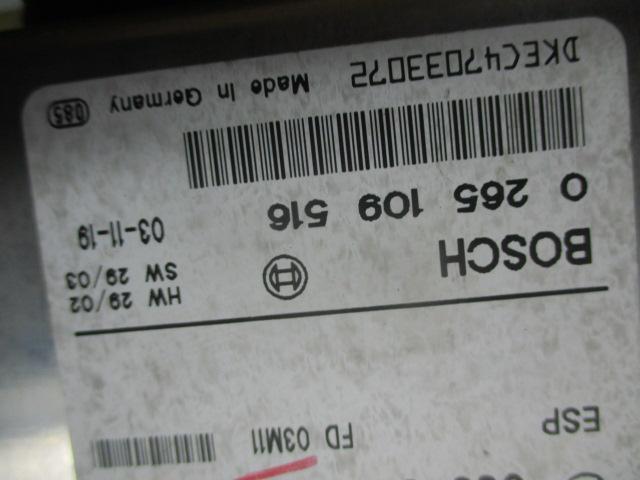 ESP FD 03M11
HW 29/02
SW 29/03
BOSCH
0 265 109 516 03-11-19
DKEC47033072 Made In Germany 085